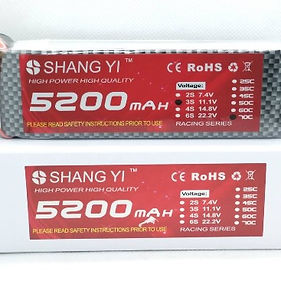 SHANG YI™ CE RoHS 25C
HIGH POWER HIGH QUALITY Voltage: 35C
5200mAH 2S 7.4V 45C
3S 11.1V 50C
4S 14.8V 60C
6S 22.2V 70C
PLEASE READ SAFETY INSTRUCTIONS PRIOR TO USE RACING SERIES
SHANG YI™ CE RoHS 25C
HIGH POWER HIGH QUALITY Voltage: 35C
5200mAH 2S 7.4V 45C
3S 11.1V 50C
4S 14.8V 60C
6S 22.2V 70C
PLEASE READ SAFETY INSTRUCTIONS PRIOR TO USE RACING SERIES